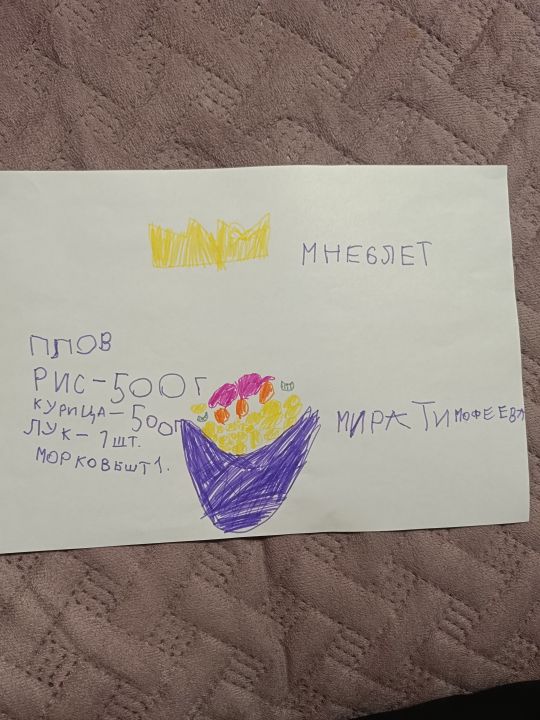 МНЕ6ЛЕТ
ПЛОВ
РИС-500г
КУРИЦА-500г
ЛУК-1шт.
МОРКОВЬшт1.
МИРА ТИМОФЕЕВА